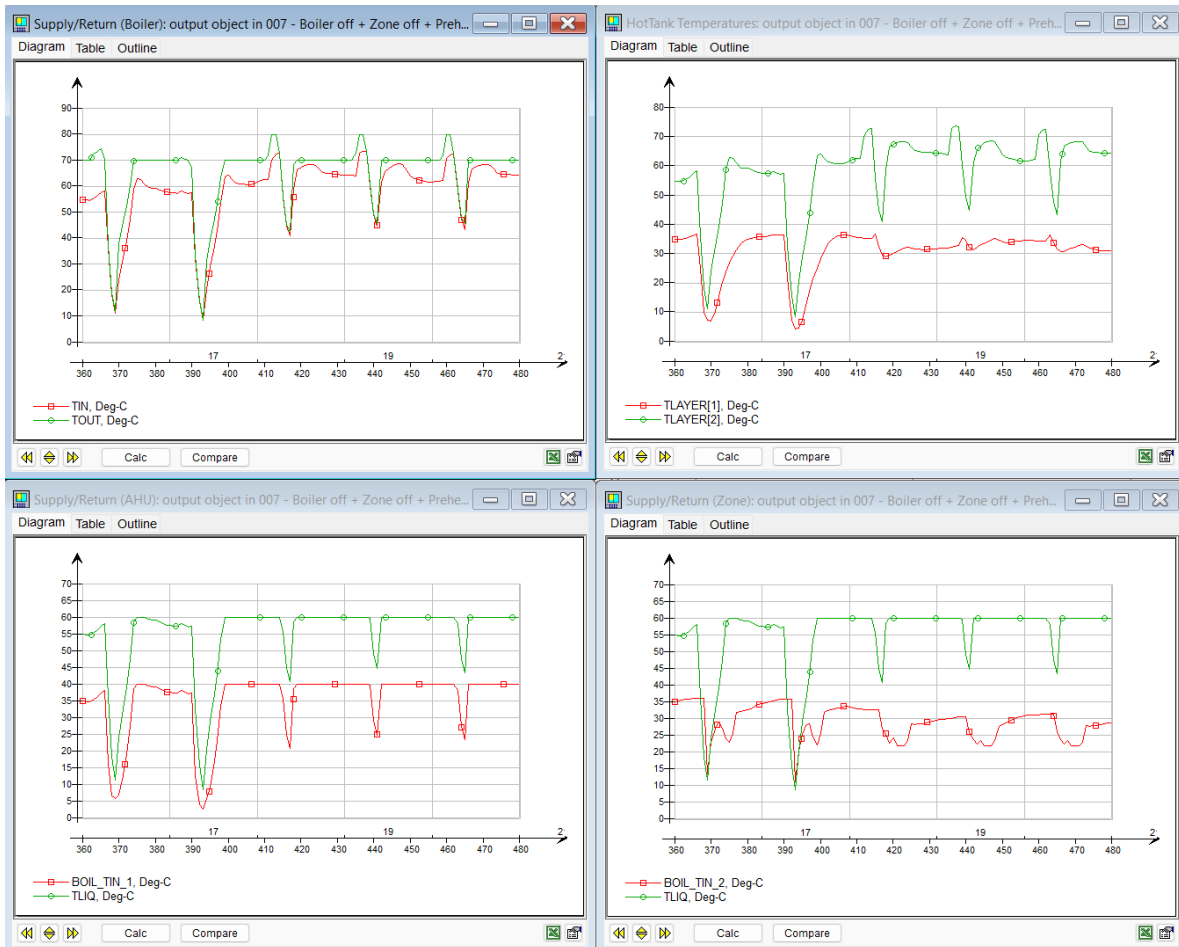 Supply/Return (Boiler): output object in 007 - Boiler off + Zone off + Preh...
Diagram Table Outline
90
80
70
60
50
40
30
20
10
0
17 19 2
360 370 380 390 400 410 420 430 440 450 460 470 480
TIN, Deg-C
TOUT, Deg-C
Calc Compare
HotTank Temperatures: output object in 007 - Boiler off + Zone off + Preh...
Diagram Table Outline
80
70
60
50
40
30
20
10
0
17 19 2
360 370 380 390 400 410 420 430 440 450 460 470 480
TLAYER[1], Deg-C
TLAYER[2], Deg-C
Calc Compare
Supply/Return (AHU): output object in 007 - Boiler off + Zone off + Prehe...
Diagram Table Outline
70
65
60
55
50
45
40
35
30
25
20
15
10
5
0
17 19 2
360 370 380 390 400 410 420 430 440 450 460 470 480
BOIL_TIN_1, Deg-C
TLIQ, Deg-C
Calc Compare
Supply/Return (Zone): output object in 007 - Boiler off + Zone off + Preh...
Diagram Table Outline
70
65
60
55
50
45
40
35
30
25
20
15
10
5
0
17 19 2
360 370 380 390 400 410 420 430 440 450 460 470 480
BOIL_TIN_2, Deg-C
TLIQ, Deg-C
Calc Compare